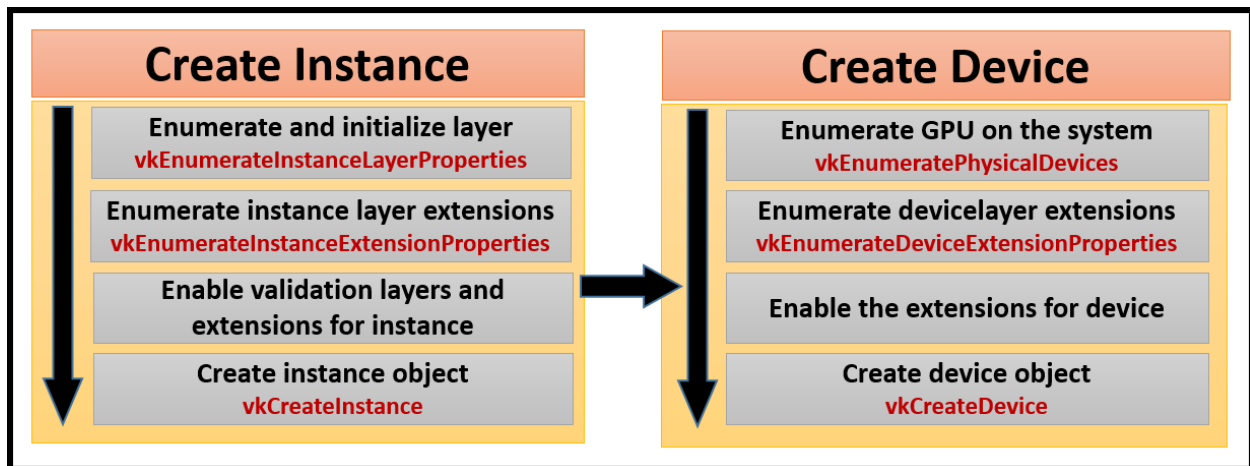 Create Instance
Enumerate and initialize layer
vkEnumerateInstanceLayerProperties
Enumerate instance layer extensions
vkEnumerateInstanceExtensionProperties
Enable validation layers and
extensions for instance
Create instance object
vkCreateInstance
Create Device
Enumerate GPU on the system
vkEnumeratePhysicalDevices
Enumerate devicelayer extensions
vkEnumerateDeviceExtensionProperties
Enable the extensions for device
Create device object
vkCreateDevice